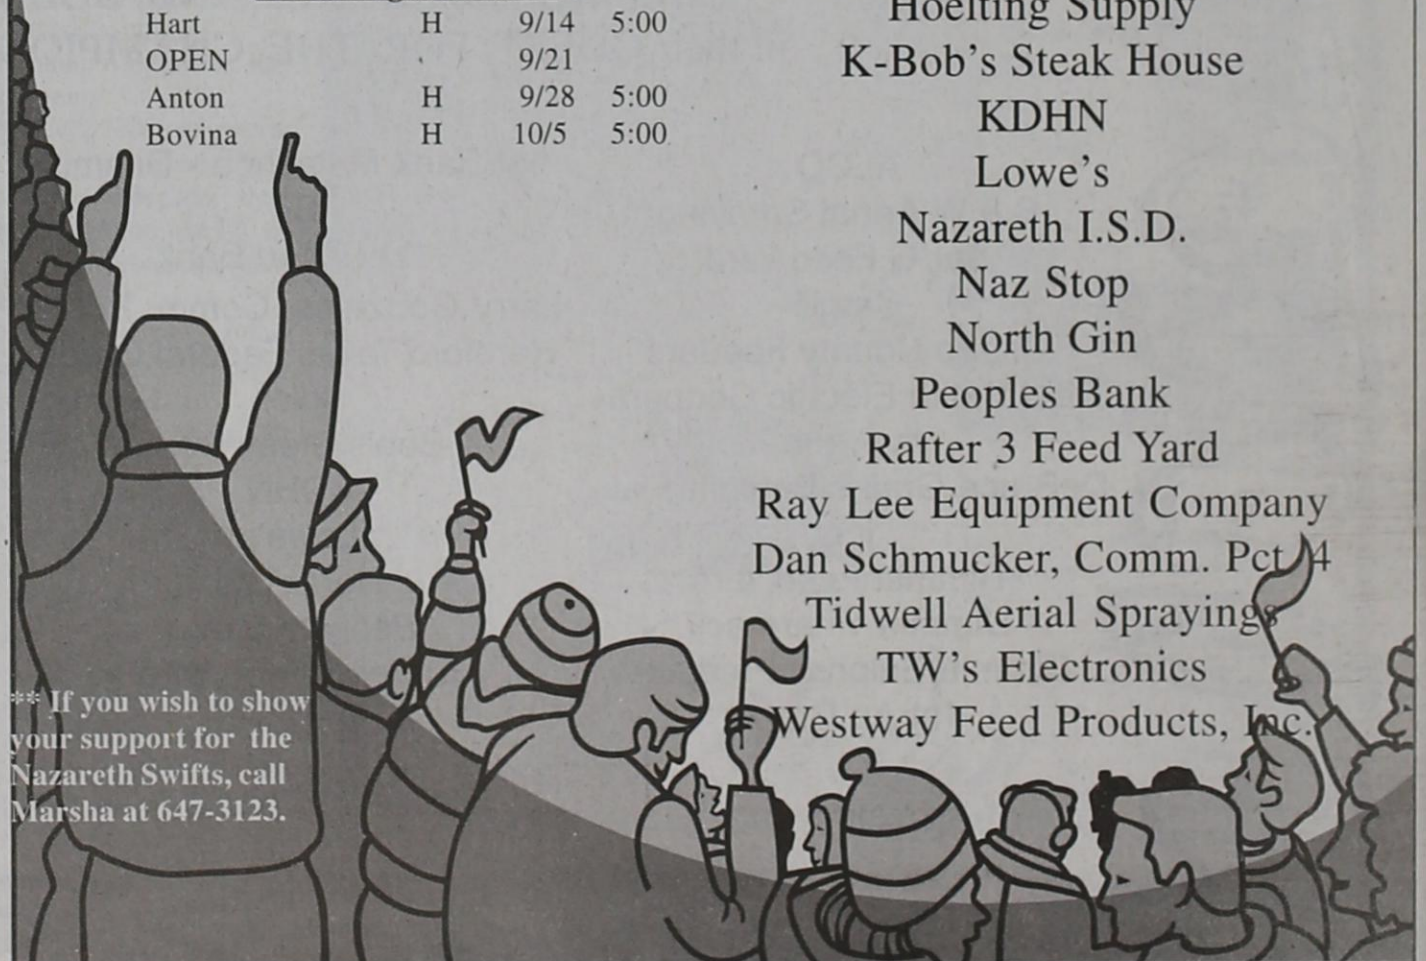 Hart H 9/14 5:00
OPEN 9/21
Anton H 9/28 5:00
Bovina H 10/5 5:00
Hoelting Supply
K-Bob's Steak House
KDHN
Lowe's
Nazareth I.S.D.
Naz Stop
North Gin
Peoples Bank
Rafter 3 Feed Yard
Ray Lee Equipment Company
Dan Schmucker, Comm. Pct. 4
Tidwell Aerial Sprayings
TW's Electronics
Westway Feed Products, Inc.
** If you wish to show
your support for the
Nazareth Swifts, call
Marsha at 647-3123.